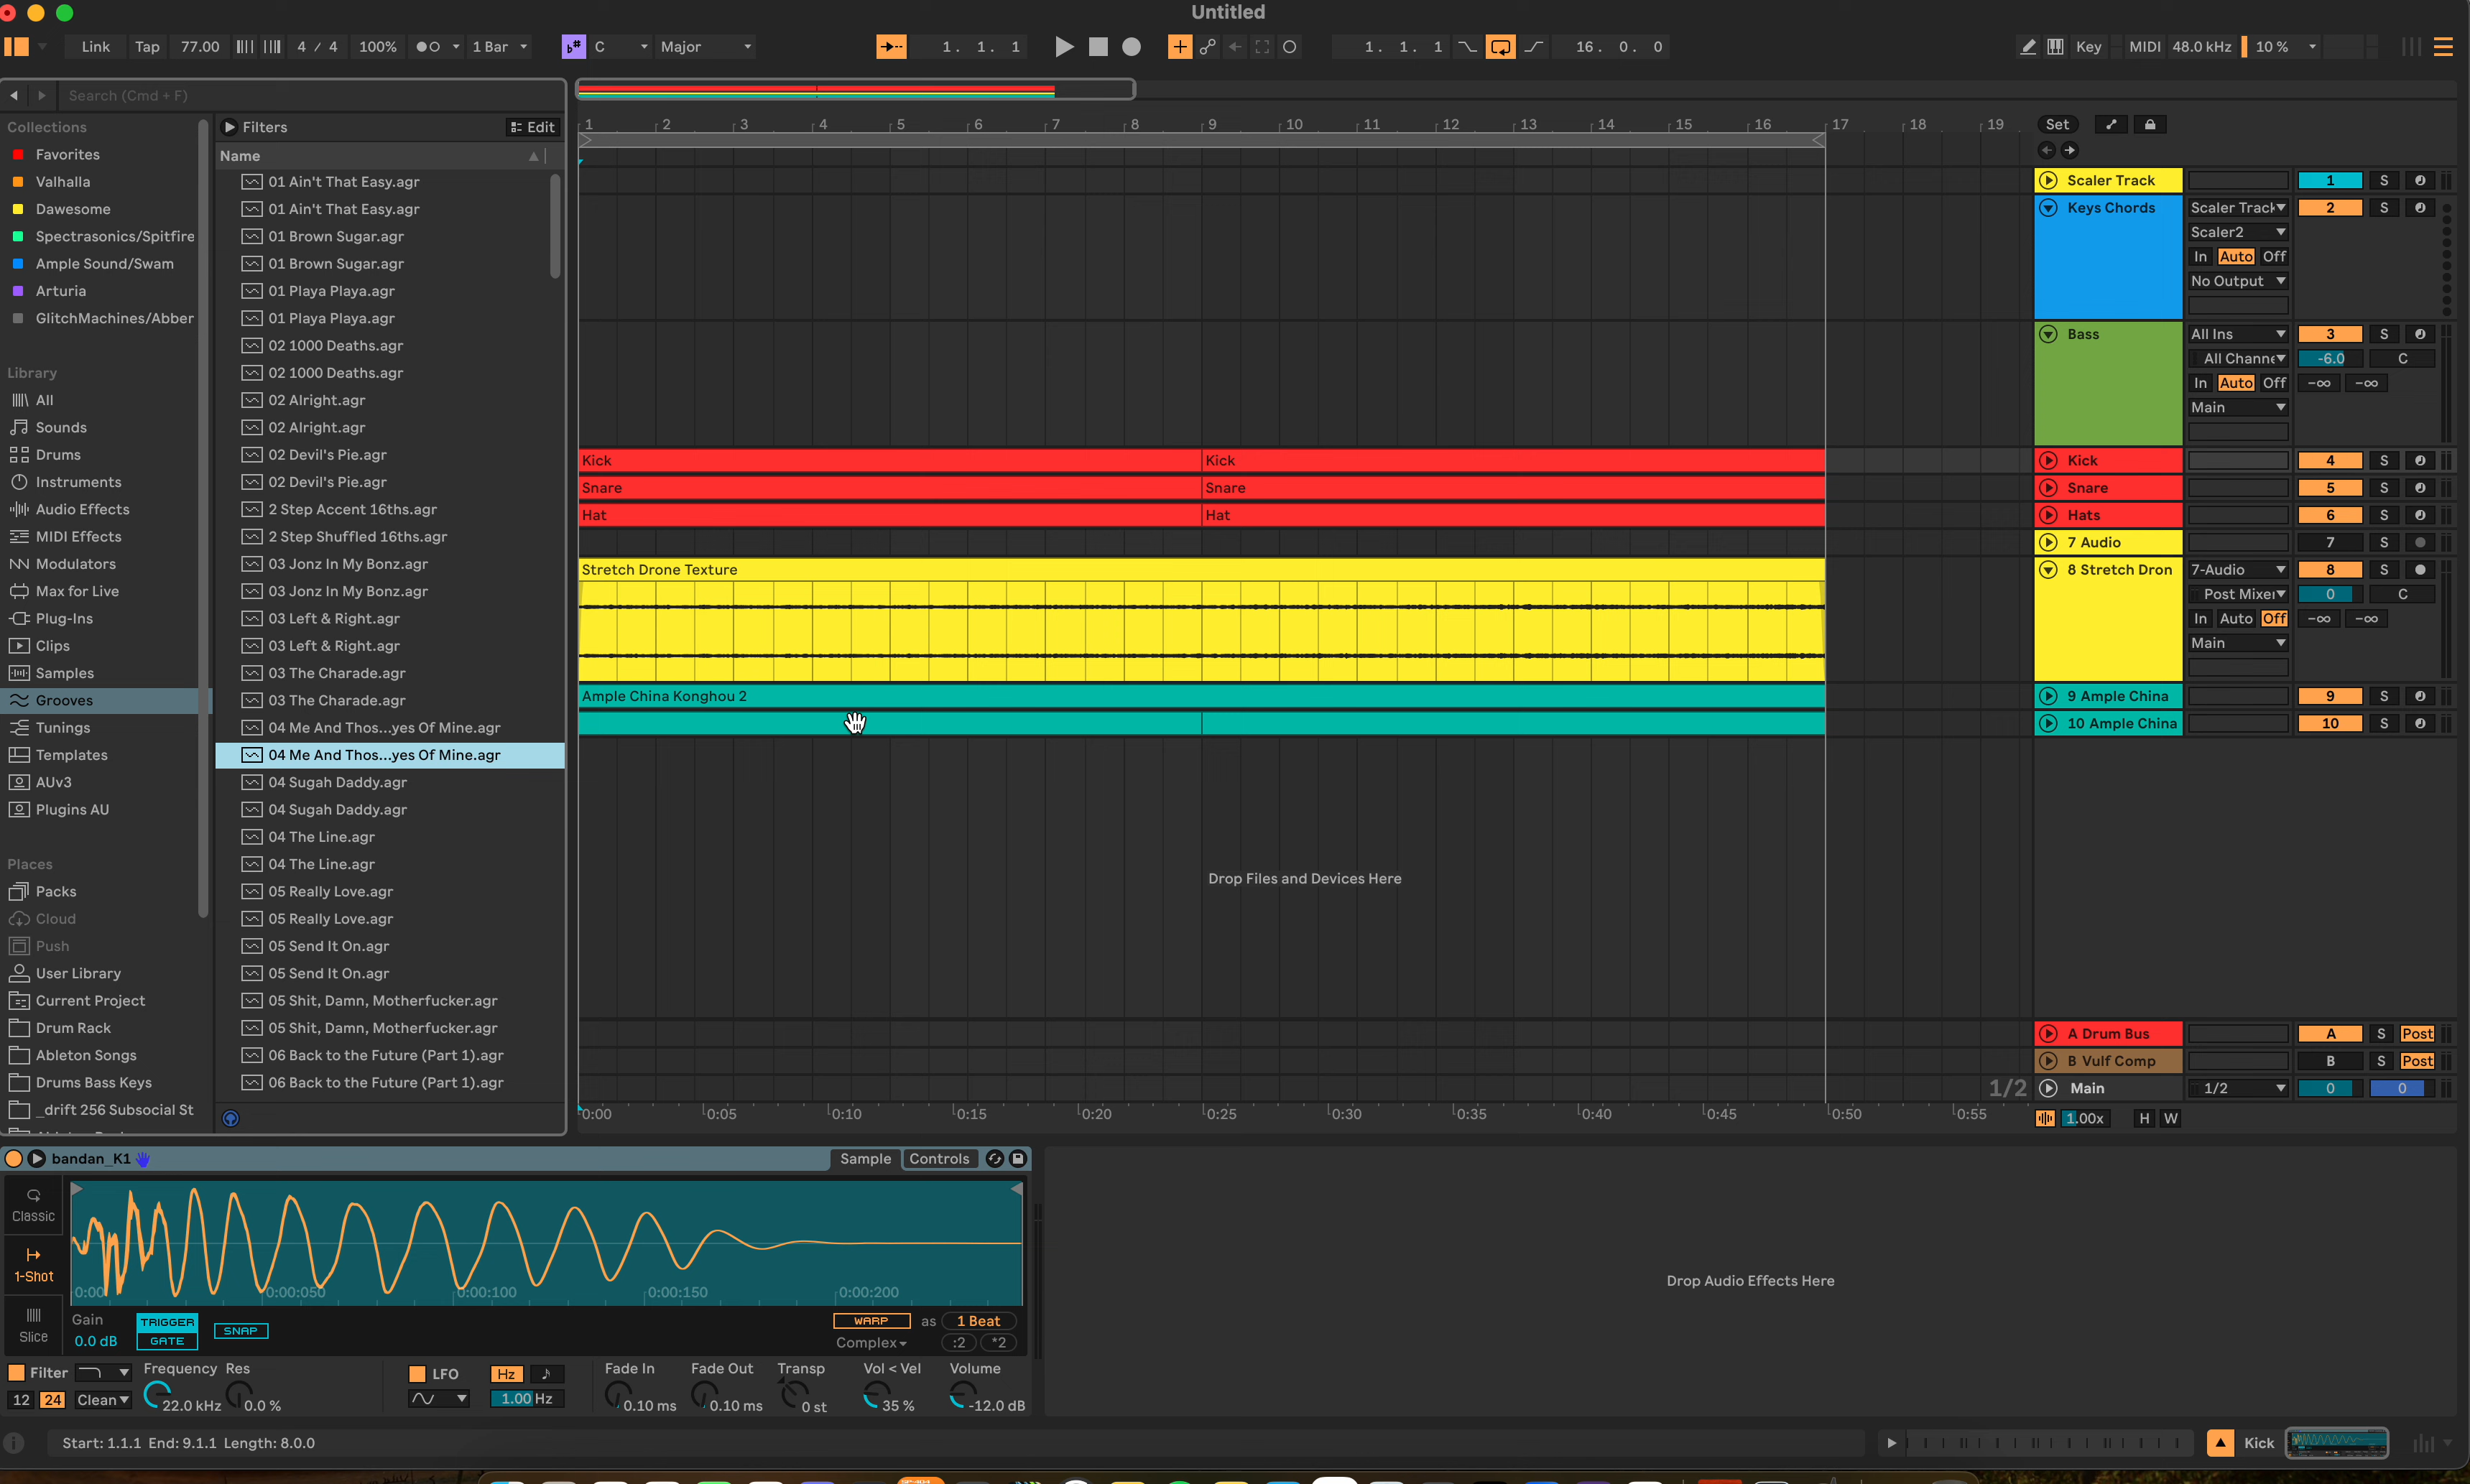 Untitled
Link Tap 77.00 4 / 4 100% 1 Bar C Major 1. 1. 1 1. 1. 1 16. 0. 0 Key MIDI 48.0 kHz 10 %
Search (Cmd + F)
Collections
Favorites
Valhalla
Dawesome
Spectrasonics/Spitfire
Ample Sound/Swam
Arturia
GlitchMachines/Abber
Library
All
Sounds
Drums
Instruments
Audio Effects
MIDI Effects
Modulators
Max for Live
Plug-Ins
Clips
Samples
Grooves
Tunings
Templates
AUv3
Plugins AU
Places
Packs
Cloud
Push
User Library
Current Project
Drum Rack
Ableton Songs
Drums Bass Keys
_drift 256 Subsocial St
Filters Edit
Name
01 Ain't That Easy.agr
01 Ain't That Easy.agr
01 Brown Sugar.agr
01 Brown Sugar.agr
01 Playa Playa.agr
01 Playa Playa.agr
02 1000 Deaths.agr
02 1000 Deaths.agr
02 Alright.agr
02 Alright.agr
02 Devil's Pie.agr
02 Devil's Pie.agr
2 Step Accent 16ths.agr
2 Step Shuffled 16ths.agr
03 Jonz In My Bonz.agr
03 Jonz In My Bonz.agr
03 Left & Right.agr
03 Left & Right.agr
03 The Charade.agr
03 The Charade.agr
04 Me And Thos...yes Of Mine.agr
04 Me And Thos...yes Of Mine.agr
04 Sugah Daddy.agr
04 Sugah Daddy.agr
04 The Line.agr
04 The Line.agr
05 Really Love.agr
05 Really Love.agr
05 Send It On.agr
05 Send It On.agr
05 Shit, Damn, Motherfucker.agr
05 Shit, Damn, Motherfucker.agr
06 Back to the Future (Part 1).agr
06 Back to the Future (Part 1).agr
1 2 3 4 5 6 7 8 9 10 11 12 13 14 15 16 17 18 19
Kick Kick
Snare Snare
Hat Hat
Stretch Drone Texture
Ample China Konghou 2
Drop Files and Devices Here
1/2
0:00 0:05 0:10 0:15 0:20 0:25 0:30 0:35 0:40 0:45 0:50 0:55
Set
Scaler Track 1 S
Keys Chords Scaler Track 2 S
Scaler2
In Auto Off
No Output
Bass All Ins 3 S
All Channe -6.0 C
In Auto Off -∞ -∞
Main
Kick 4 S
Snare 5 S
Hats 6 S
7 Audio 7 S
8 Stretch Dron 7-Audio 8 S
Post Mixer 0 C
In Auto Off -∞ -∞
Main
9 Ample China 9 S
10 Ample China 10 S
A Drum Bus A S Post
B Vulf Comp B S Post
Main 1/2 0 0
1.00x H W
bandan_K1 Sample Controls
Classic
1-Shot
Slice
0:00 0:00:050 0:00:100 0:00:150 0:00:200
Gain
0.0 dB
TRIGGER
GATE
SNAP
WARP as 1 Beat
Complex :2 *2
Filter Frequency Res LFO Hz Fade In Fade Out Transp Vol < Vel Volume
12 24 Clean 22.0 kHz 0.0 % 1.00 Hz 0.10 ms 0.10 ms 0 st 35 % -12.0 dB
Drop Audio Effects Here
Start: 1.1.1 End: 9.1.1 Length: 8.0.0
Kick